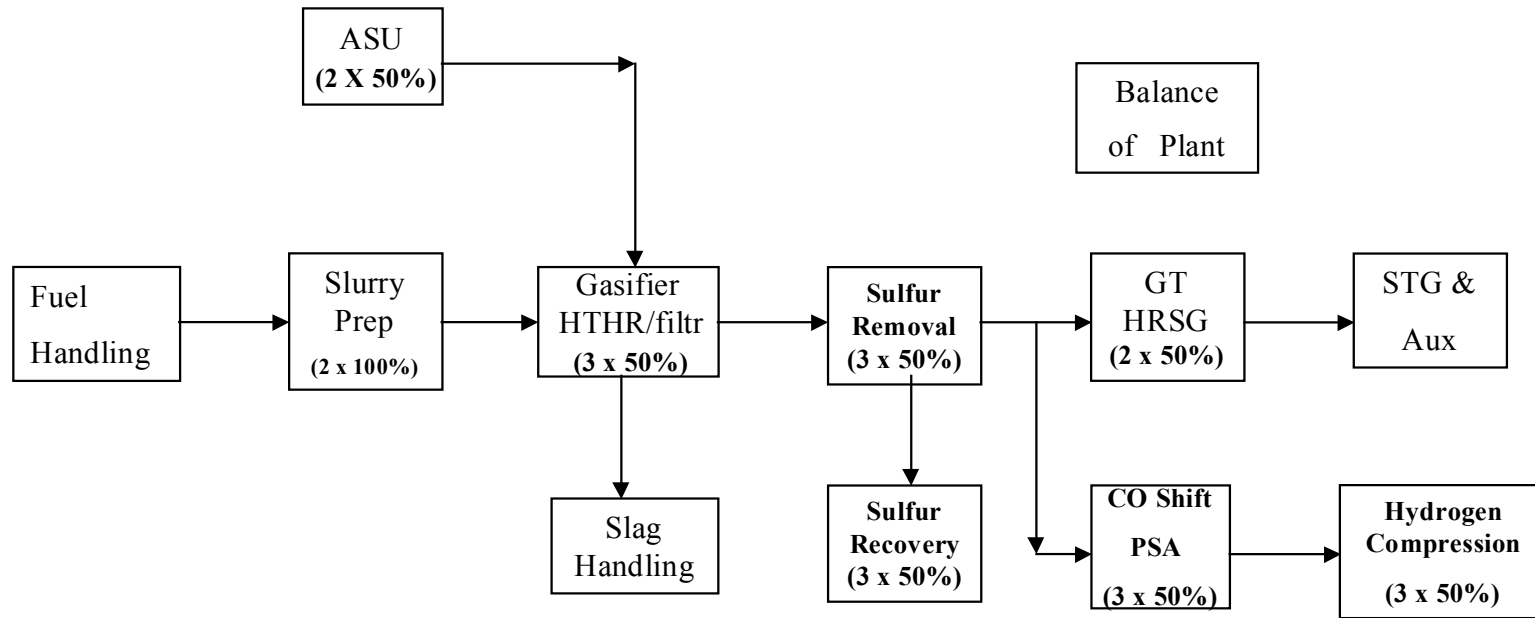 ASU
(2 X 50%)
Balance
of Plant
Fuel
Handling
Slurry
Prep
(2 x 100%)
Gasifier
HTHR/filtr
(3 x 50%)
Sulfur
Removal
(3 x 50%)
GT
HRSG
(2 x 50%)
STG &
Aux
Slag
Handling
Sulfur
Recovery
(3 x 50%)
CO Shift
PSA
(3 x 50%)
Hydrogen
Compression
(3 x 50%)